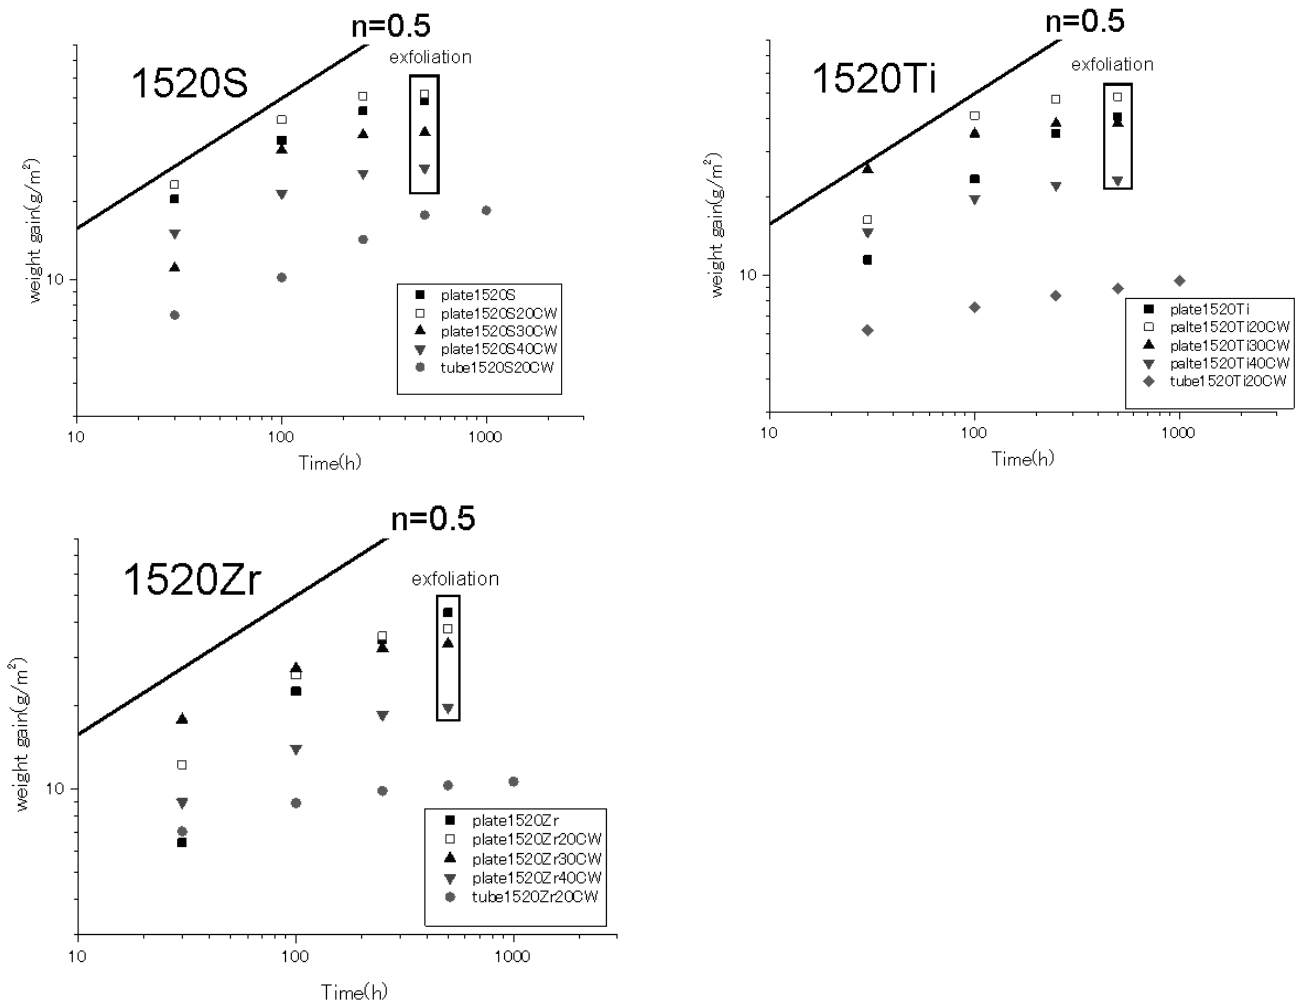 n=0.5
1520S
exfoliation
weight gain(g/m²)
10
10
100
1000
Time(h)
plate1520S
plate1520S20CW
plate1520S30CW
plate1520S40CW
tube1520S20CW
n=0.5
1520Ti
exfoliation
weight gain(g/m²)
10
10
100
1000
Time(h)
plate1520Ti
palte1520Ti20CW
plate1520Ti30CW
palte1520Ti40CW
tube1520Ti20CW
n=0.5
1520Zr
exfoliation
weight gain(g/m²)
10
10
100
1000
Time(h)
plate1520Zr
plate1520Zr20CW
plate1520Zr30CW
plate1520Zr40CW
tube1520Zr20CW